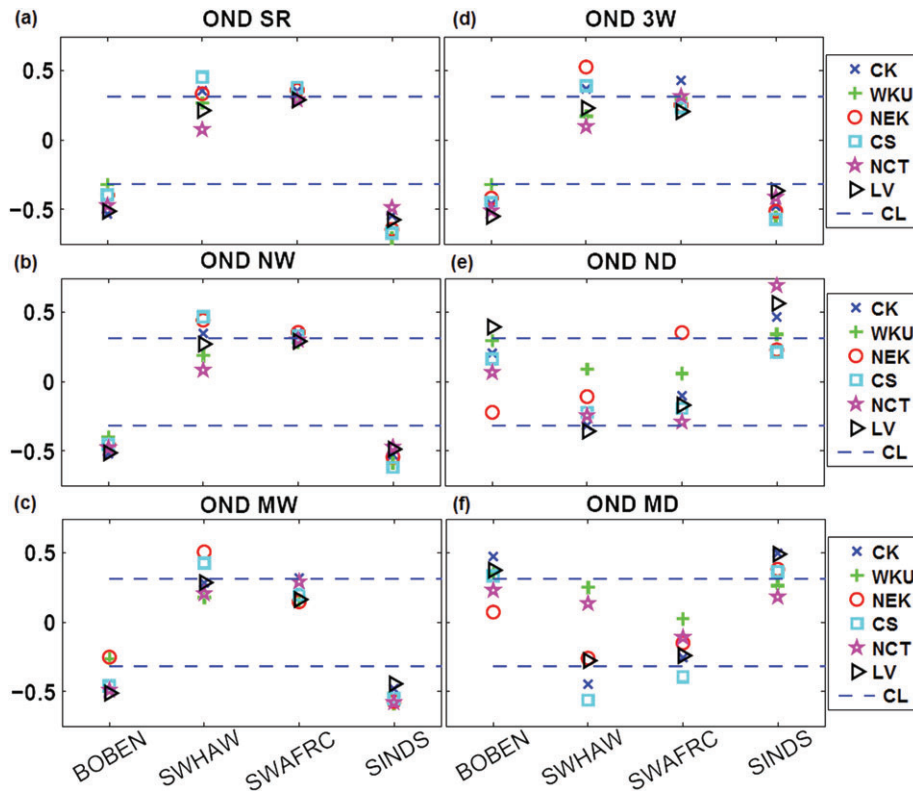 (a) OND SR
0.5
0
−0.5
(d) OND 3W
CK
WKU
NEK
CS
NCT
LV
CL
(b) OND NW
0.5
0
−0.5
(e) OND ND
CK
WKU
NEK
CS
NCT
LV
CL
(c) OND MW
0.5
0
−0.5
BOBEN SWHAW SWAFRC SINDS
(f) OND MD
CK
WKU
NEK
CS
NCT
LV
CL
BOBEN SWHAW SWAFRC SINDS